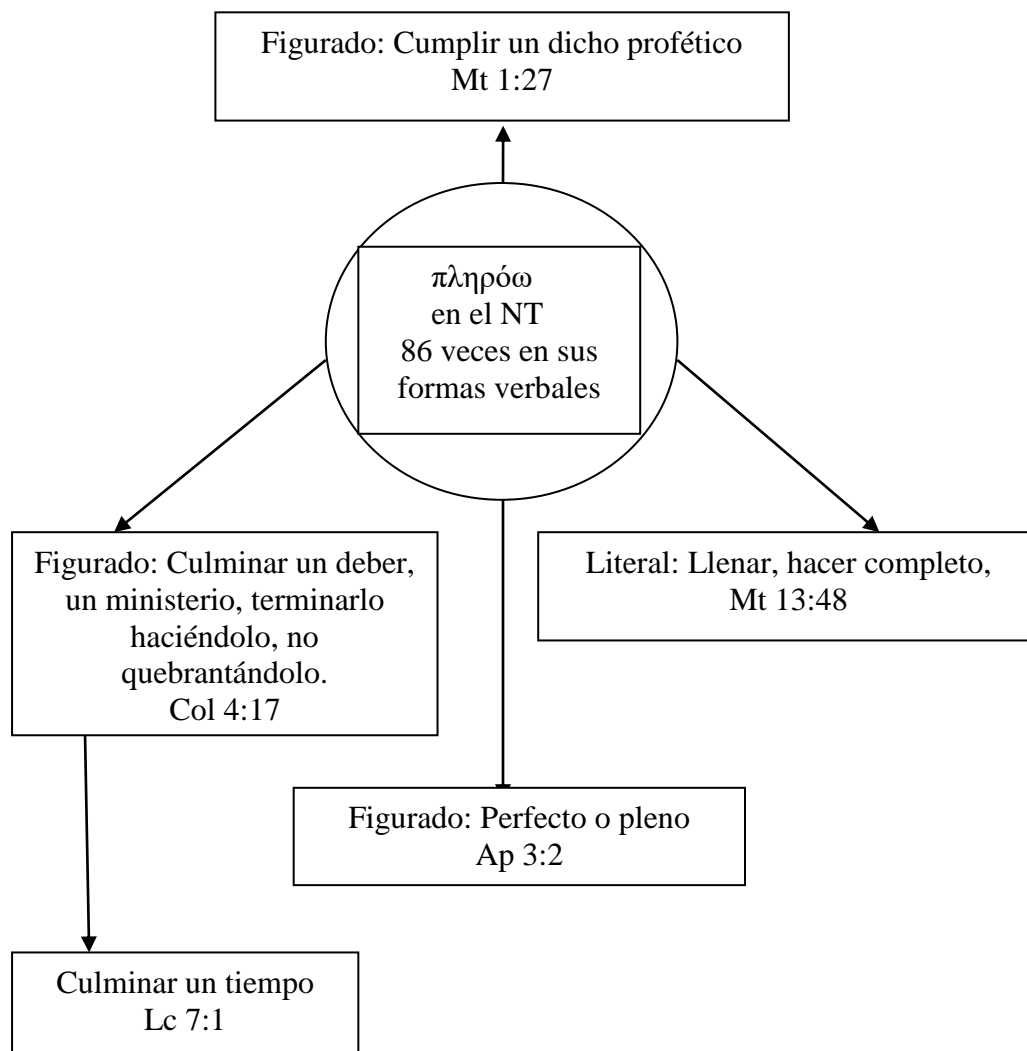 Figurado: Cumplir un dicho profético
Mt 1:27
πληρόω
en el NT
86 veces en sus
formas verbales
Figurado: Culminar un deber,
un ministerio, terminarlo
haciéndolo, no
quebrantándolo.
Col 4:17
Literal: Llenar, hacer completo,
Mt 13:48
Figurado: Perfecto o pleno
Ap 3:2
Culminar un tiempo
Lc 7:1